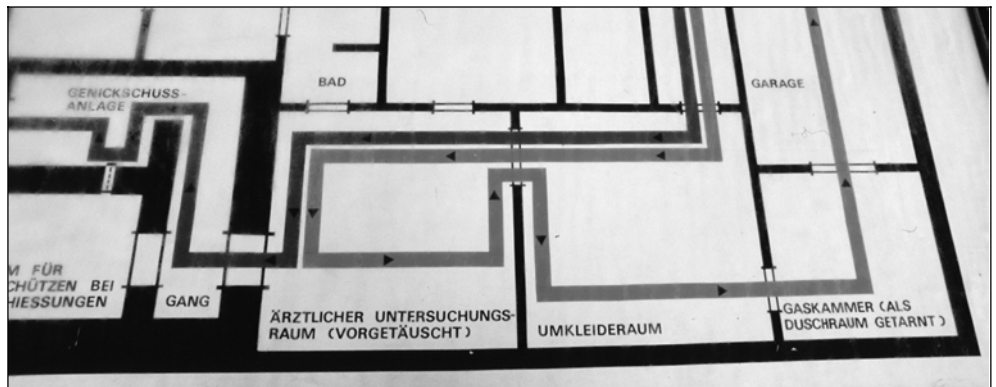 BAD
GARAGE
GENICKSCHUSS-
ANLAGE
M FÜR
CHÜTZEN BEI
HIESSUNGEN
GANG
ÄRZTLICHER UNTERSUCHUNGS-
RAUM (VORGETÄUSCHT)
UMKLEIDERAUM
GASKAMMER (ALS
DUSCHRAUM GETARNT)